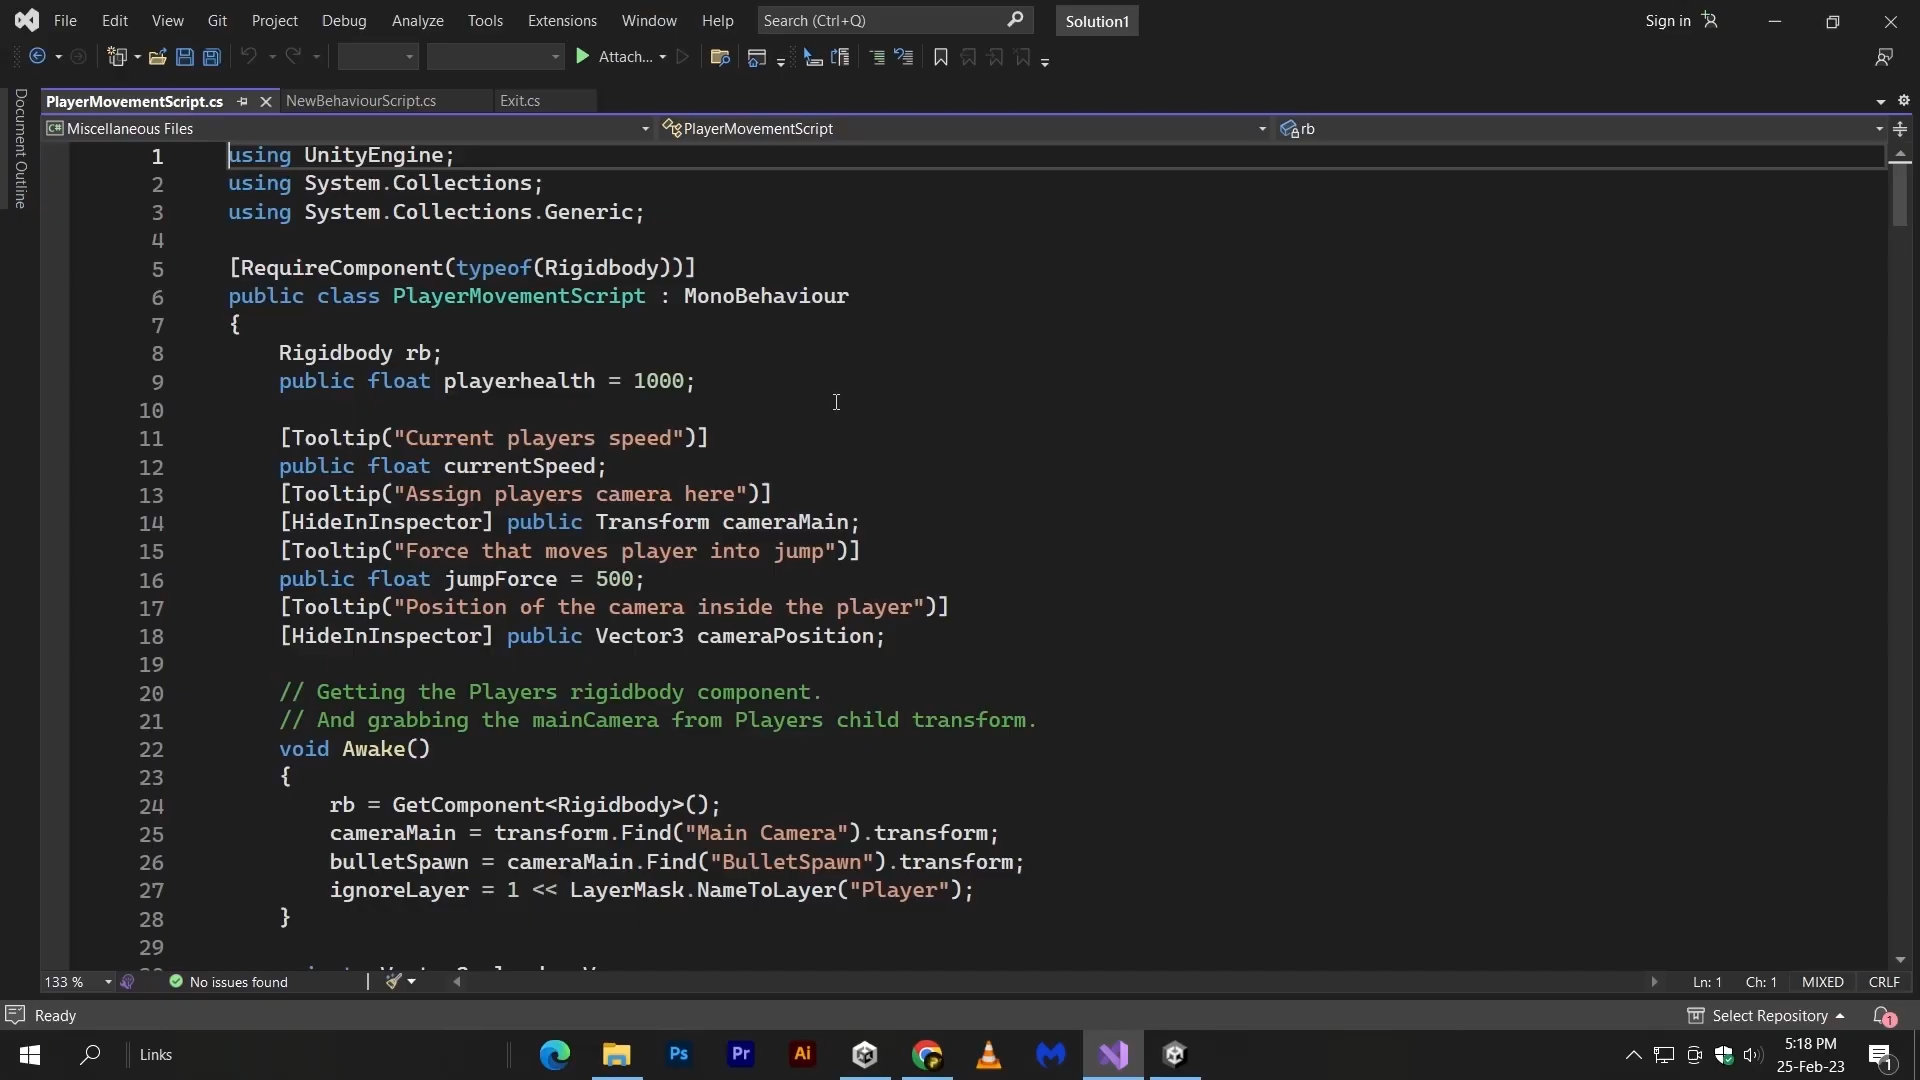 File Edit View Git Project Debug Analyze Tools Extensions Window Help Search (Ctrl+Q) Solution1 Sign in
Attach...
PlayerMovementScript.cs NewBehaviourScript.cs Exit.cs
Document Outline
C# Miscellaneous Files PlayerMovementScript rb
1 using UnityEngine;
2 using System.Collections;
3 using System.Collections.Generic;
4
5 [RequireComponent(typeof(Rigidbody))]
6 public class PlayerMovementScript : MonoBehaviour
7 {
8 Rigidbody rb;
9 public float playerhealth = 1000;
10
11 [Tooltip("Current players speed")]
12 public float currentSpeed;
13 [Tooltip("Assign players camera here")]
14 [HideInInspector] public Transform cameraMain;
15 [Tooltip("Force that moves player into jump")]
16 public float jumpForce = 500;
17 [Tooltip("Position of the camera inside the player")]
18 [HideInInspector] public Vector3 cameraPosition;
19
20 // Getting the Players rigidbody component.
21 // And grabbing the mainCamera from Players child transform.
22 void Awake()
23 {
24 rb = GetComponent<Rigidbody>();
25 cameraMain = transform.Find("Main Camera").transform;
26 bulletSpawn = cameraMain.Find("BulletSpawn").transform;
27 ignoreLayer = 1 << LayerMask.NameToLayer("Player");
28 }
29
133 % No issues found Ln: 1 Ch: 1 MIXED CRLF
Ready Select Repository 1
Links Ps Pr Ai 5:18 PM
25-Feb-23 1